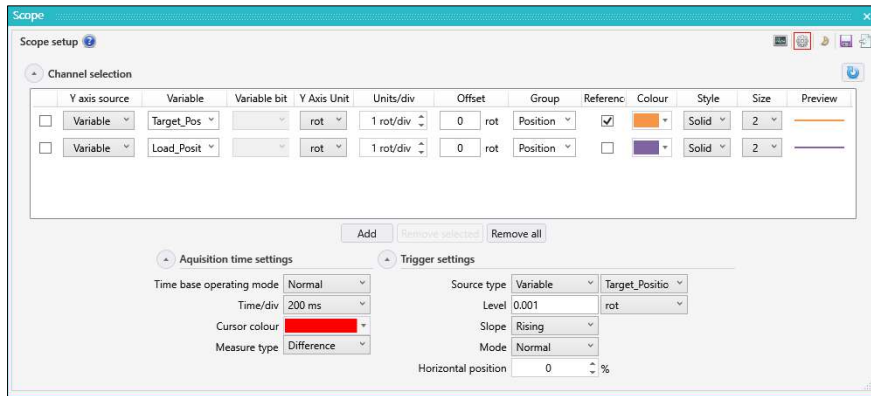 Scope
Scope setup
Channel selection
Y axis source Variable Variable bit Y Axis Unit Units/div Offset Group Referenc Colour Style Size Preview
Variable Target_Pos rot 1 rot/div 0 rot Position Solid 2
Variable Load_Posit rot 1 rot/div 0 rot Position Solid 2
Add Remove selected Remove all
Aquisition time settings Trigger settings
Time base operating mode Normal Source type Variable Target_Positio
Time/div 200 ms Level 0.001 rot
Cursor colour Slope Rising
Measure type Difference Mode Normal
Horizontal position 0 %